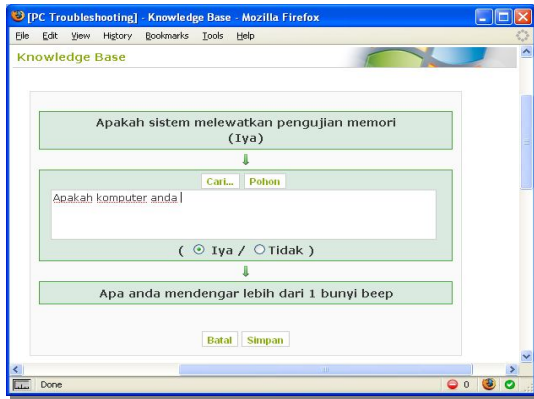 [PC Troubleshooting] - Knowledge Base - Mozilla Firefox
File Edit View History Bookmarks Tools Help
Knowledge Base
Apakah sistem melewatkan pengujian memori
(Iya)
Cari... Pohon
Apakah komputer anda
( Iya / Tidak )
Apa anda mendengar lebih dari 1 bunyi beep
Batal Simpan
Done 0